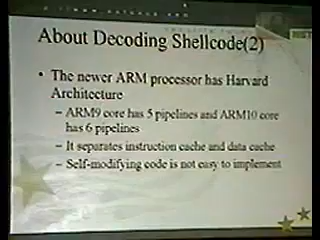 About Decoding Shellcode(2)
• The newer ARM processor has Harvard
Architecture
– ARM9 core has 5 pipelines and ARM10 core
has 6 pipelines
– It separates instruction cache and data cache
– Self-modifying code is not easy to implement